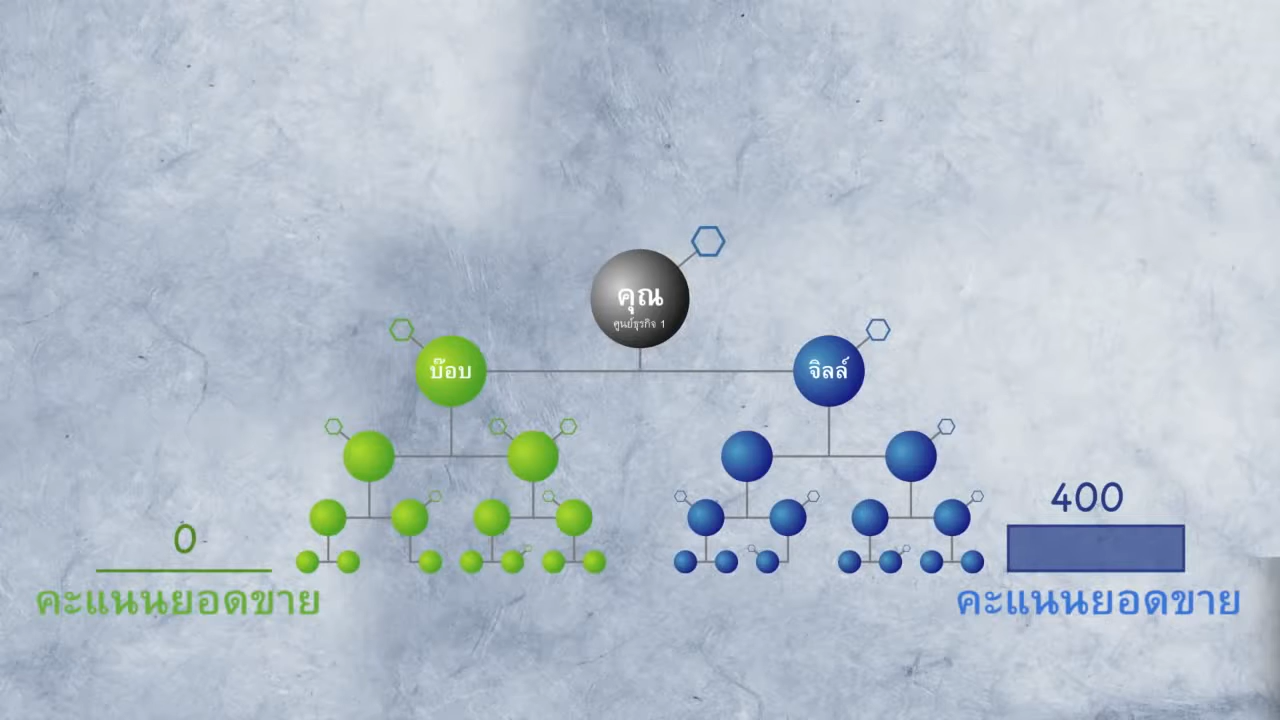 คุณ
ศูนย์ธุรกิจ 1
บ๊อบ
จิลล์
400
0
คะแนนยอดขาย
คะแนนยอดขาย